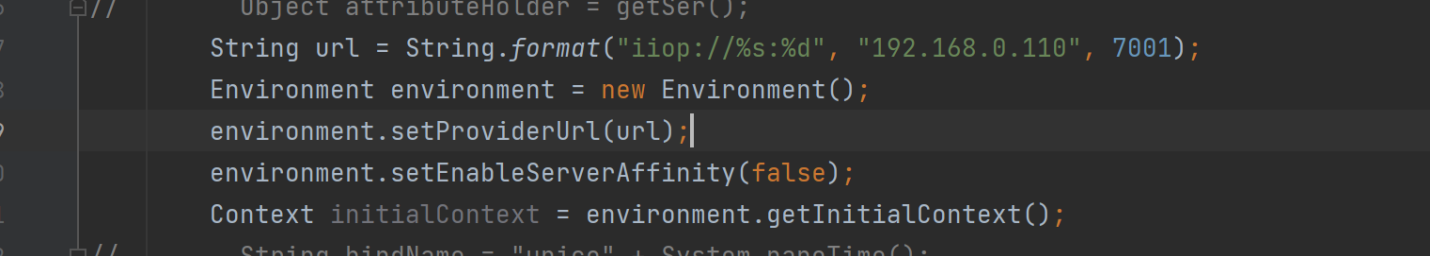 // Object attributeHolder = getSer();
String url = String.format("iiop://%s:%d", "192.168.0.110", 7001);
Environment environment = new Environment();
environment.setProviderUrl(url);
environment.setEnableServerAffinity(false);
Context initialContext = environment.getInitialContext();
// String bindName = "unico" + System.nanoTime();